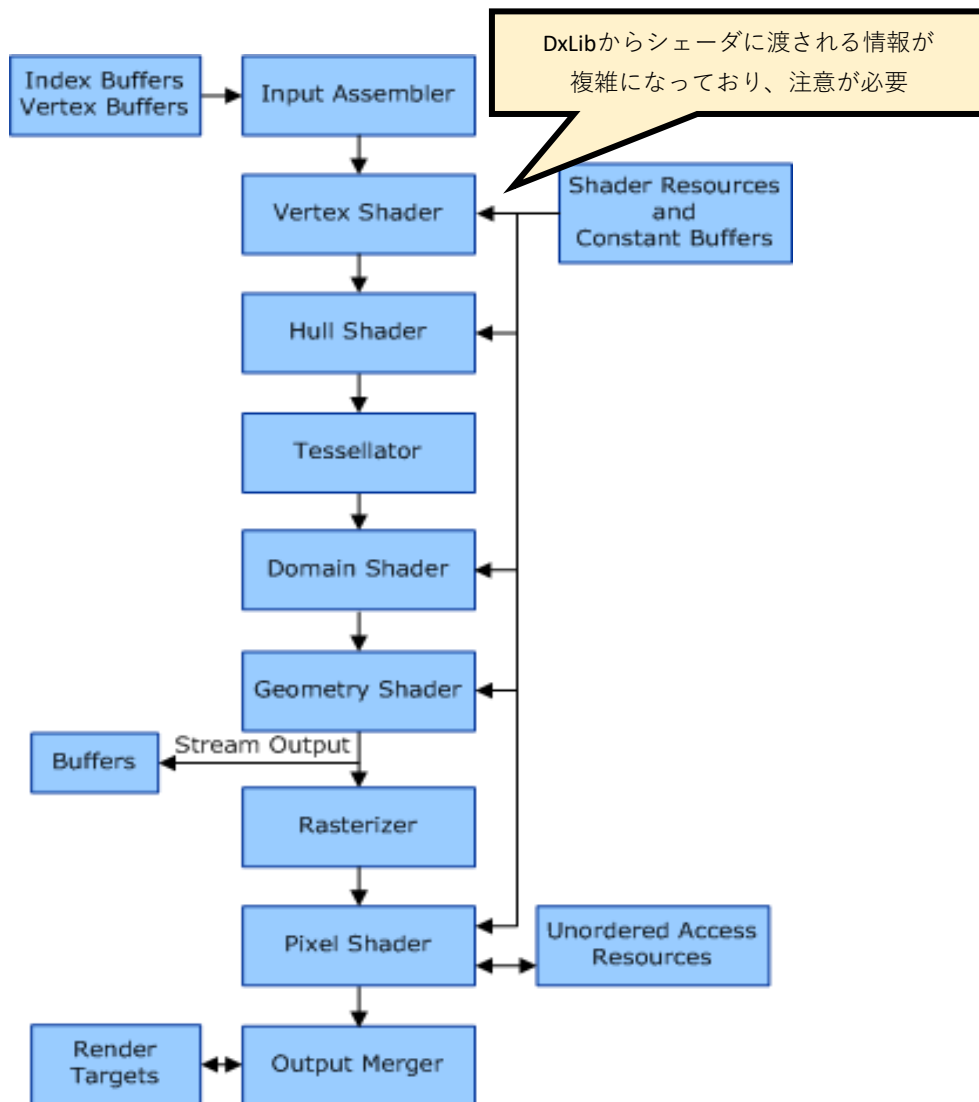 DxLibからシェーダに渡される情報が
複雑になっており、注意が必要
Index Buffers
Vertex Buffers
Input Assembler
Vertex Shader
Shader Resources
and
Constant Buffers
Hull Shader
Tessellator
Domain Shader
Geometry Shader
Stream Output
Buffers
Rasterizer
Pixel Shader
Unordered Access
Resources
Render
Targets
Output Merger